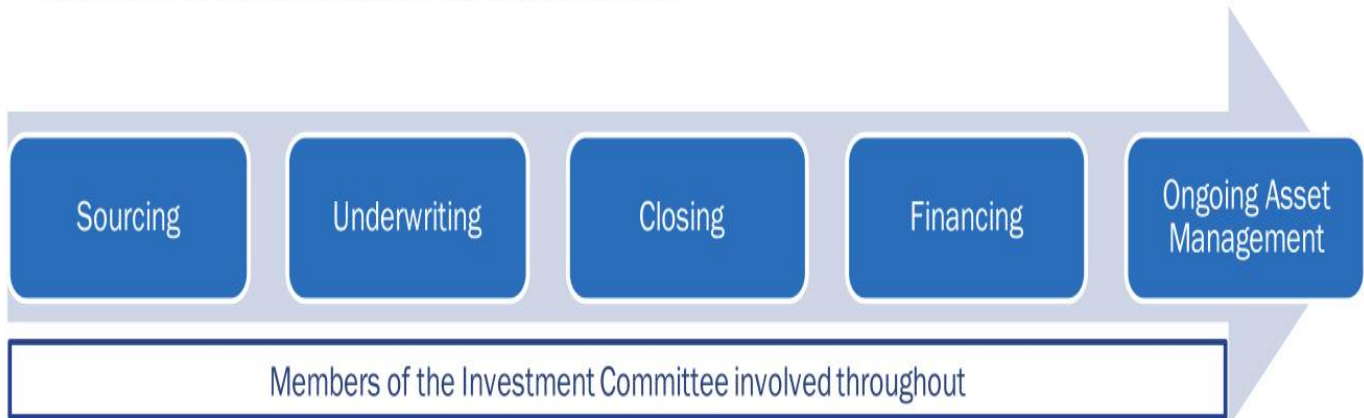 Sourcing
Underwriting
Closing
Financing
Ongoing Asset
Management
Members of the Investment Committee involved throughout